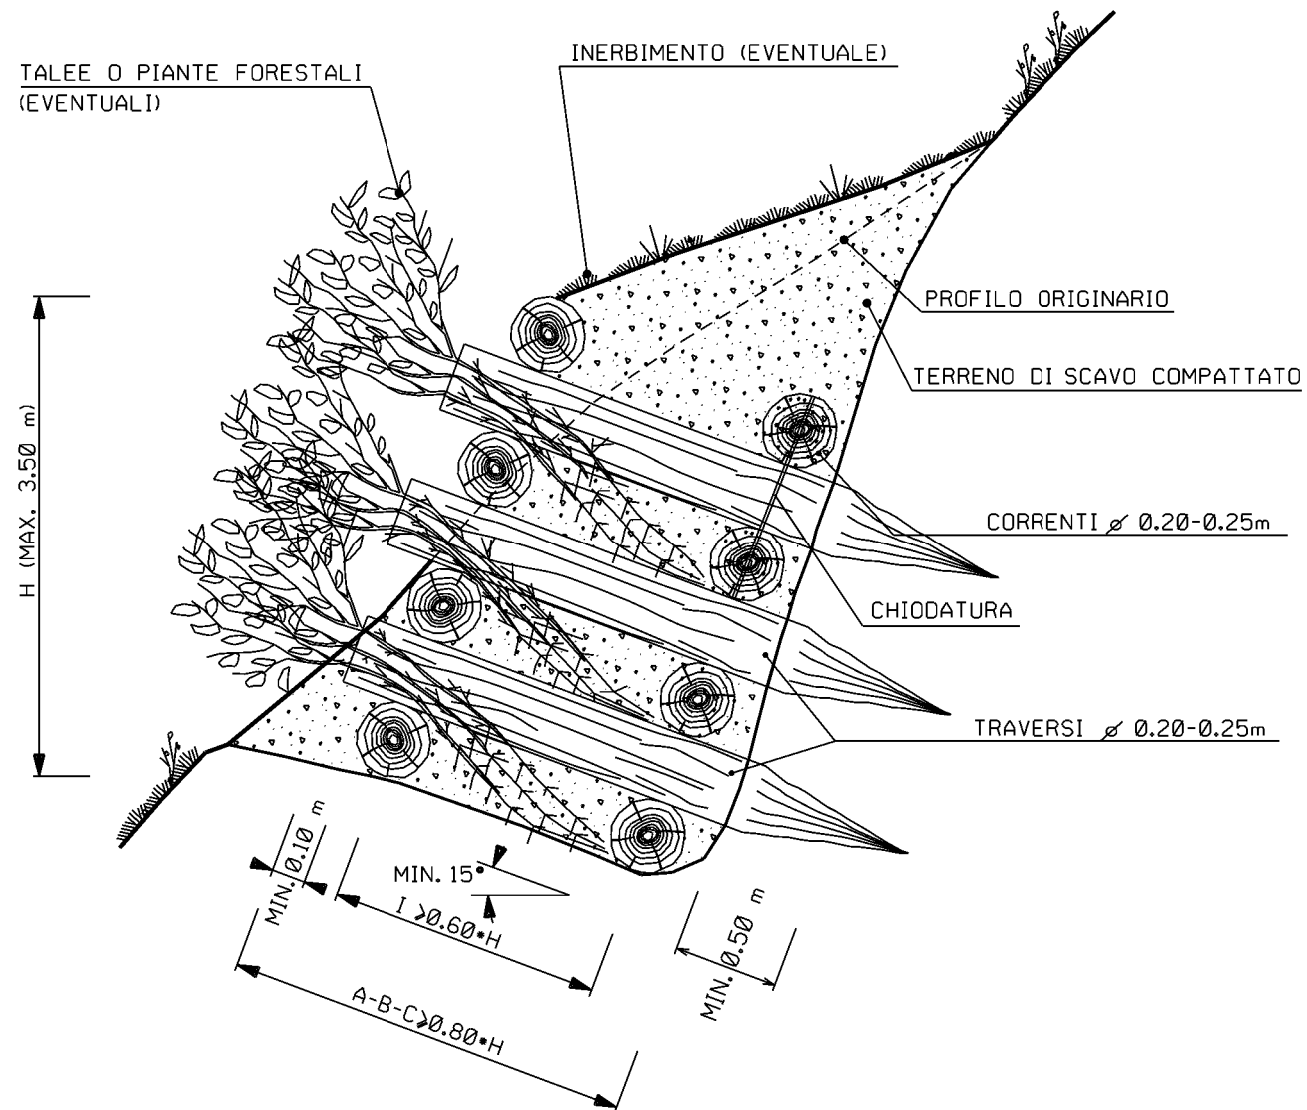 INERBIMENTO (EVENTUALE)
TALEE O PIANTE FORESTALI
(EVENTUALI)
PROFILO ORIGINARIO
TERRENO DI SCAVO COMPATTATO
H (MAX. 3.50 m)
CORRENTI ⌀ 0.20-0.25m
CHIODATURA
TRAVERSI ⌀ 0.20-0.25m
MIN. 0.10 m
MIN. 15°
I ⩾0.60*H
MIN. 0.50 m
A-B-C⩾0.80*H